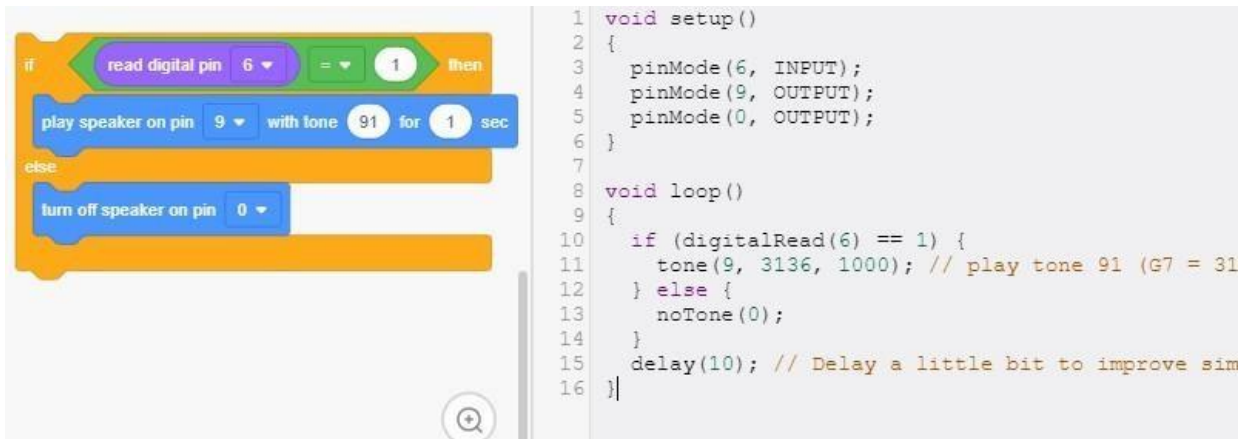 if read digital pin 6 = 1 then
play speaker on pin 9 with tone 91 for 1 sec
else
turn off speaker on pin 0
1 void setup()
2 {
3 pinMode(6, INPUT);
4 pinMode(9, OUTPUT);
5 pinMode(0, OUTPUT);
6 }
7
8 void loop()
9 {
10 if (digitalRead(6) == 1) {
11 tone(9, 3136, 1000); // play tone 91 (G7 = 31
12 } else {
13 noTone(0);
14 }
15 delay(10); // Delay a little bit to improve sim
16 }